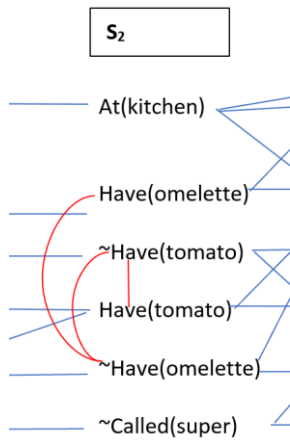 S₂
At(kitchen)
Have(omelette)
~Have(tomato)
Have(tomato)
~Have(omelette)
~Called(super)